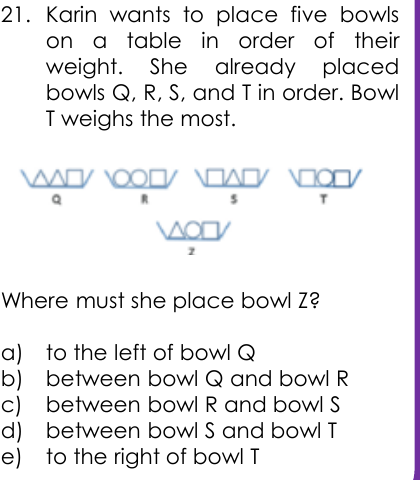 21. Karin wants to place five bowls
on a table in order of their
weight. She already placed
bowls Q, R, S, and T in order. Bowl
T weighs the most.
Q R S T
Z
Where must she place bowl Z?
a) to the left of bowl Q
b) between bowl Q and bowl R
c) between bowl R and bowl S
d) between bowl S and bowl T
e) to the right of bowl T